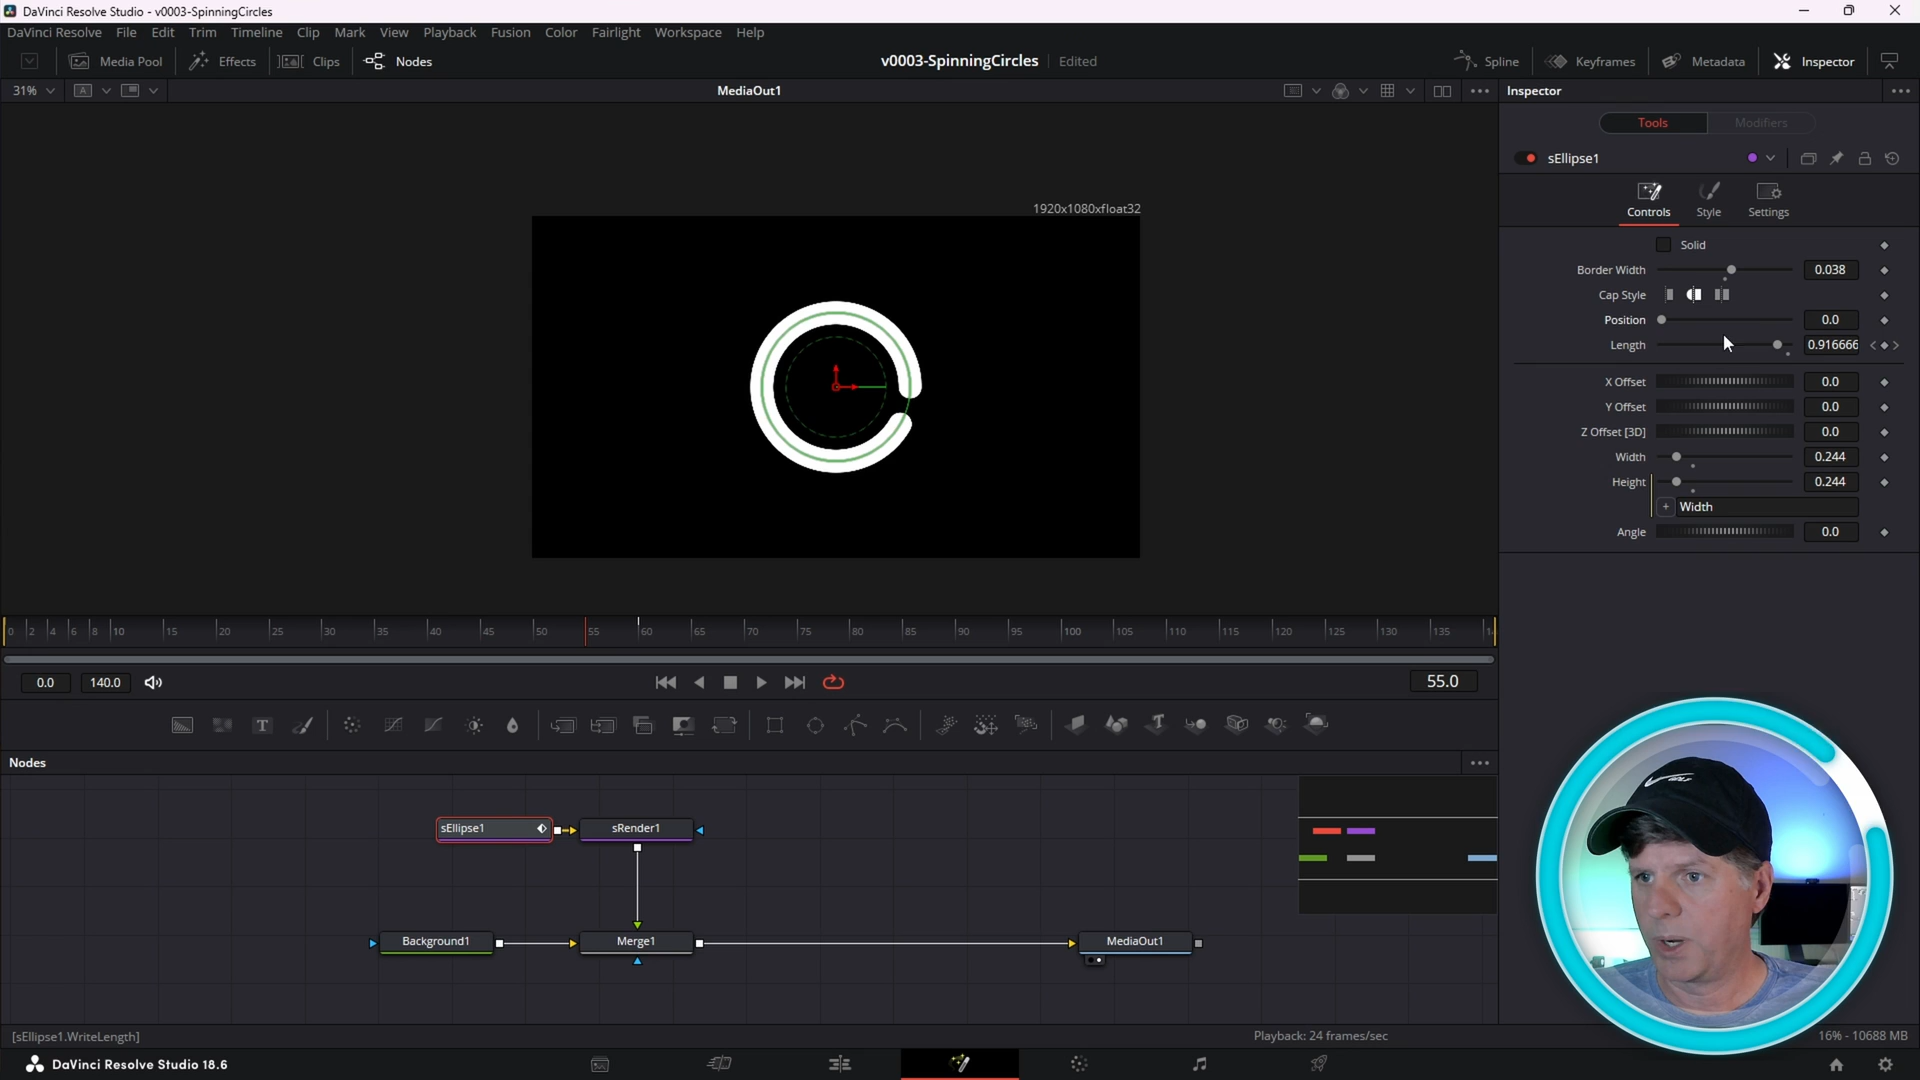 DaVinci Resolve Studio - v0003-SpinningCircles
DaVinci Resolve File Edit Trim Timeline Clip Mark View Playback Fusion Color Fairlight Workspace Help
Media Pool Effects Clips Nodes v0003-SpinningCircles Edited Spline Keyframes Metadata Inspector
31% A MediaOut1 Inspector
Tools Modifiers
sEllipse1
Controls Style Settings
1920x1080xfloat32
Solid
Border Width 0.038
Cap Style
Position 0.0
Length 0.916666
X Offset 0.0
Y Offset 0.0
Z Offset [3D] 0.0
Width 0.244
Height 0.244
+ Width
Angle 0.0
0 2 4 6 8 10 15 20 25 30 35 40 45 50 55 60 65 70 75 80 85 90 95 100 105 110 115 120 125 130 135
0.0 140.0 55.0
T
Nodes
sEllipse1 sRender1
Background1 Merge1 MediaOut1
[sEllipse1.WriteLength] Playback: 24 frames/sec 16% - 10688 MB
DaVinci Resolve Studio 18.6